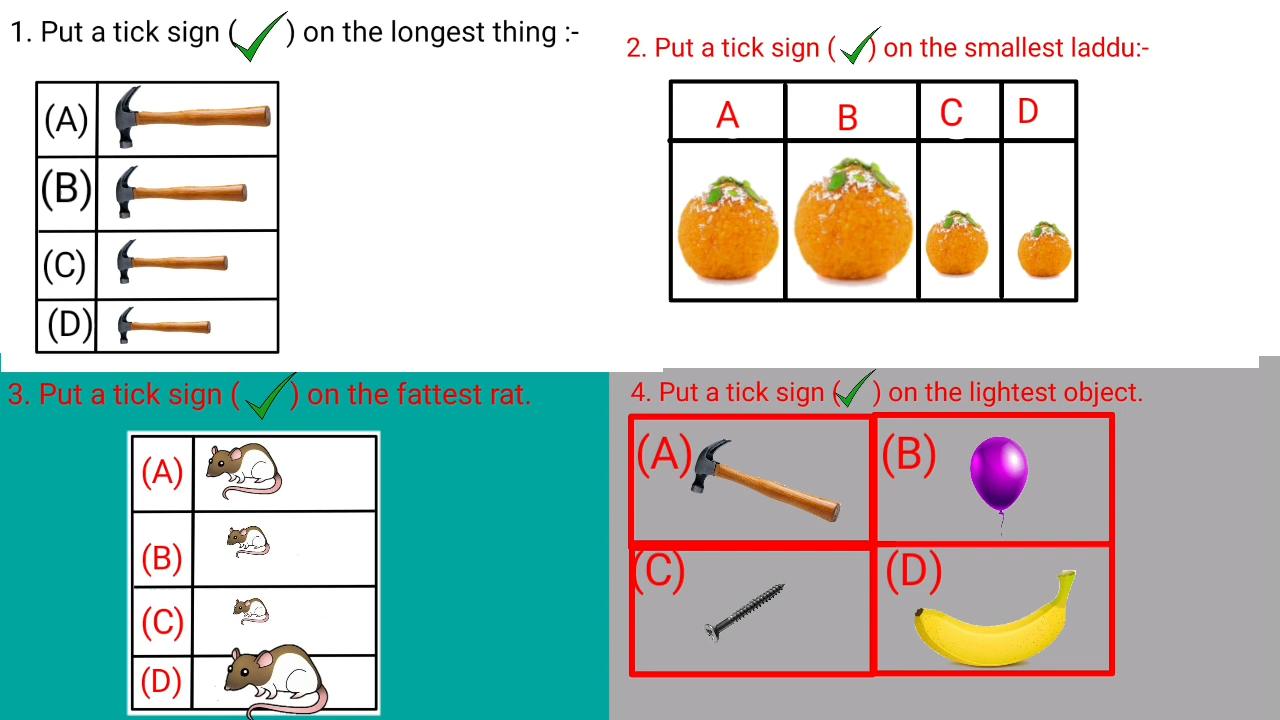 1. Put a tick sign (✓) on the longest thing :-
(A)
(B)
(C)
(D)
2. Put a tick sign (✓) on the smallest laddu:-
A B C D
3. Put a tick sign (✓) on the fattest rat.
(A)
(B)
(C)
(D)
4. Put a tick sign (✓) on the lightest object.
(A) (B)
(C) (D)